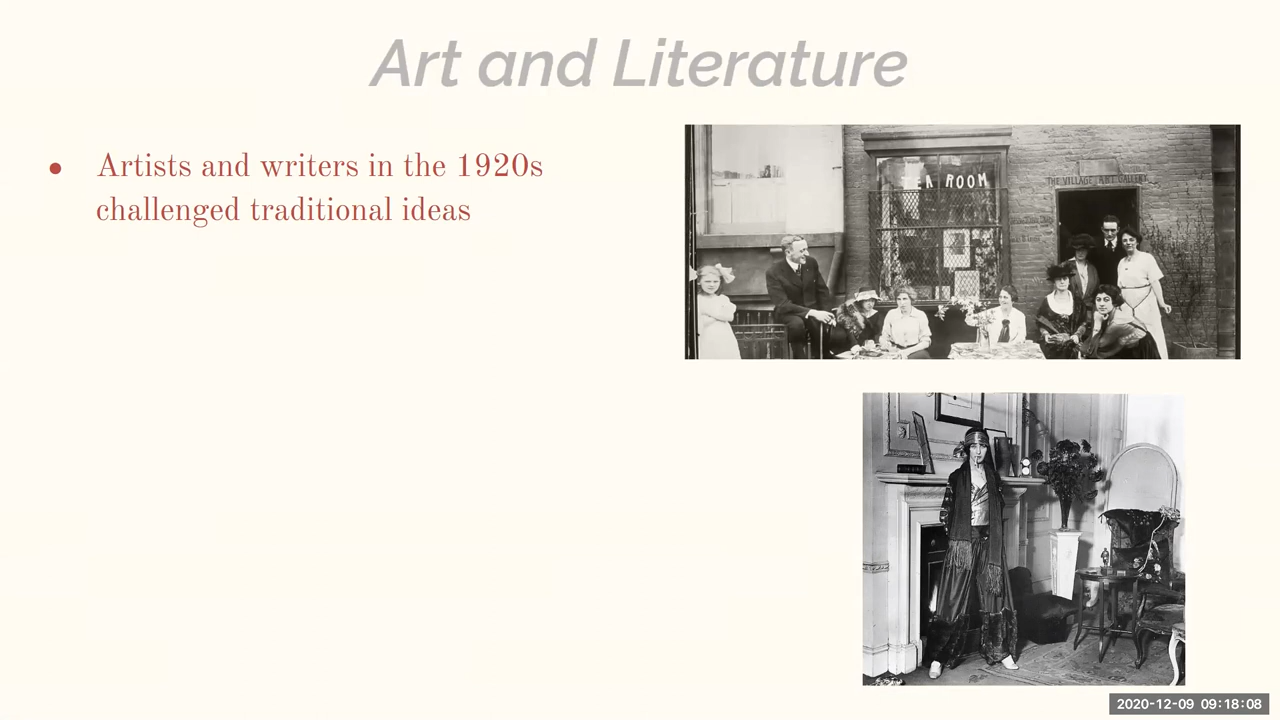 Art and Literature
• Artists and writers in the 1920s
challenged traditional ideas
TEA ROOM
THE VILLAGE ART GALLERY
2020-12-09 09:18:08